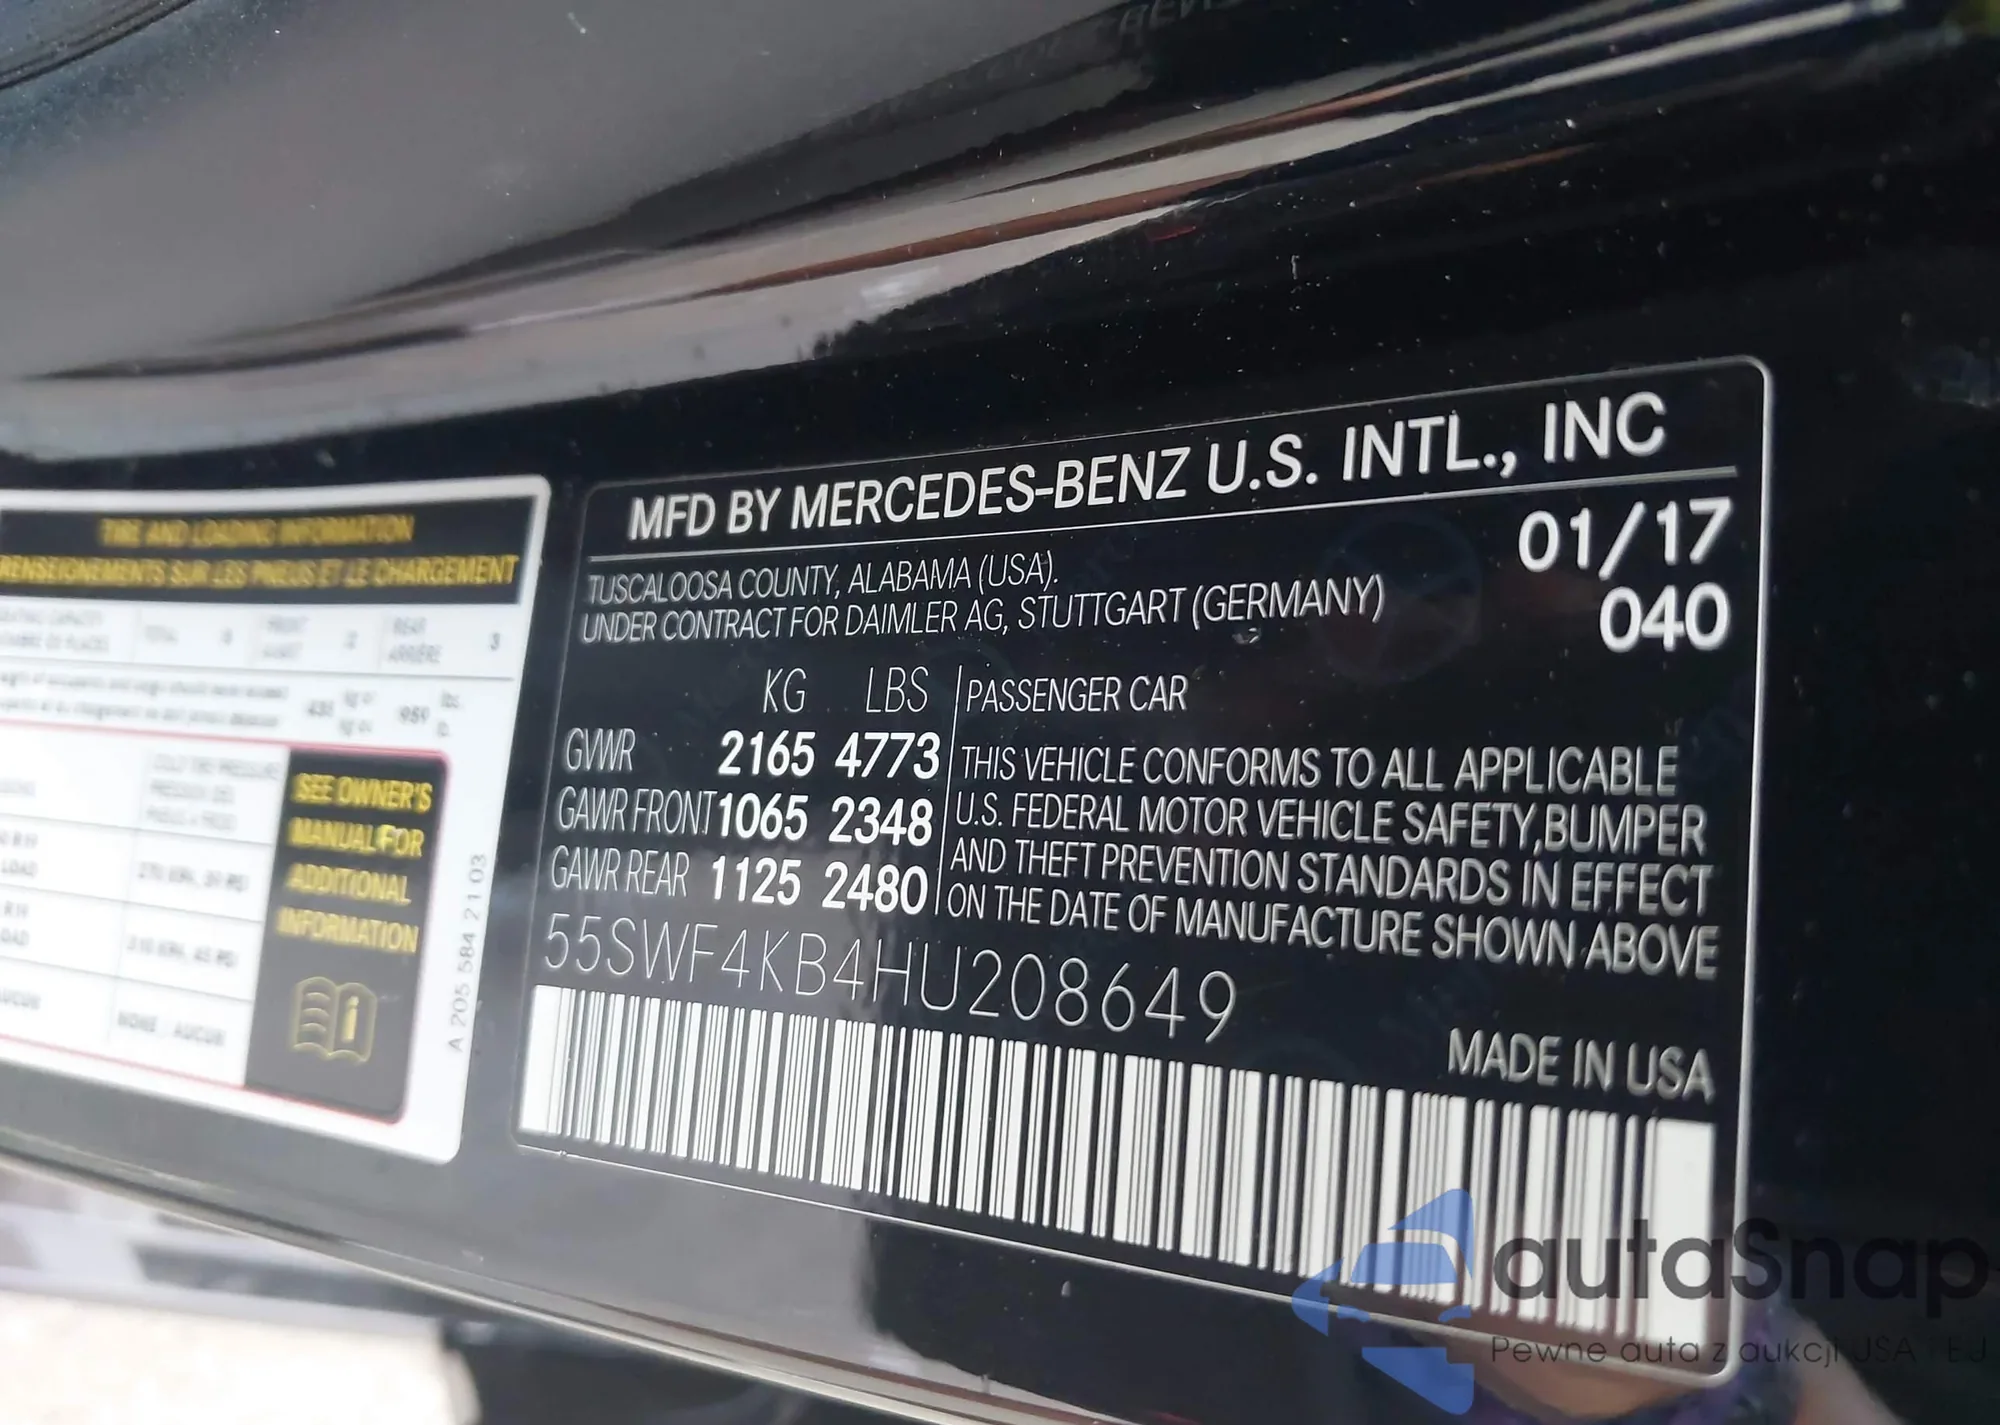 TIRE AND LOADING INFORMATION
RENSEIGNEMENTS SUR LES PNEUS ET LE CHARGEMENT
3
SEE OWNER'S
MANUAL FOR
ADDITIONAL
INFORMATION
A 205 584 21 03
MFD BY MERCEDES-BENZ U.S. INTL., INC
TUSCALOOSA COUNTY, ALABAMA (USA).
UNDER CONTRACT FOR DAIMLER AG, STUTTGART (GERMANY)
01/17
040
KG LBS
GVWR 2165 4773
GAWR FRONT 1065 2348
GAWR REAR 1125 2480
PASSENGER CAR
THIS VEHICLE CONFORMS TO ALL APPLICABLE
U.S. FEDERAL MOTOR VEHICLE SAFETY,BUMPER
AND THEFT PREVENTION STANDARDS IN EFFECT
ON THE DATE OF MANUFACTURE SHOWN ABOVE
55SWF4KB4HU208649
MADE IN USA
autaSnap
Pewne auta z aukcji USA i EU